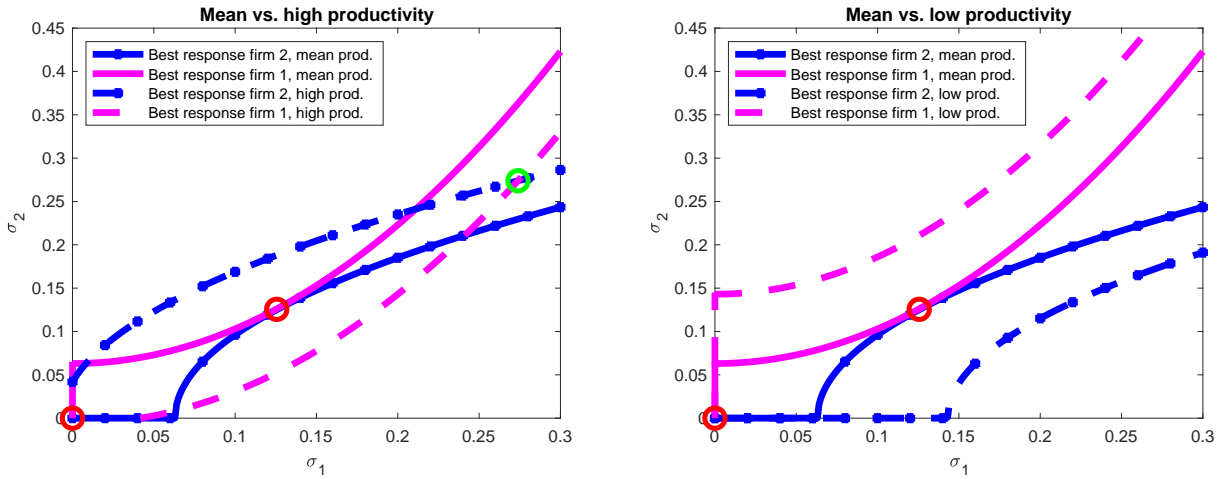 Mean vs. high productivity
0.45
0.4
0.35
0.3
0.25
0.2
0.15
0.1
0.05
0
σ2
Best response firm 2, mean prod.
Best response firm 1, mean prod.
Best response firm 2, high prod.
Best response firm 1, high prod.
0 0.05 0.1 0.15 0.2 0.25 0.3
σ1
Mean vs. low productivity
0.45
0.4
0.35
0.3
0.25
0.2
0.15
0.1
0.05
0
σ2
Best response firm 2, mean prod.
Best response firm 1, mean prod.
Best response firm 2, low prod.
Best response firm 1, low prod.
0 0.05 0.1 0.15 0.2 0.25 0.3
σ1